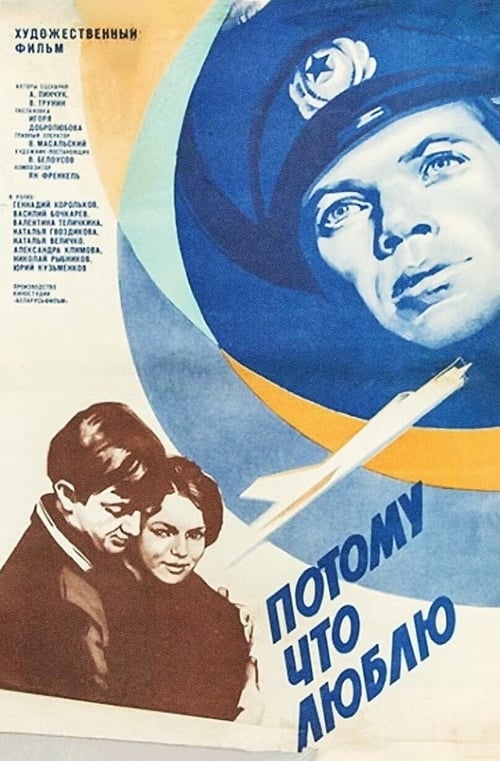 ХУДОЖЕСТВЕННЫЙ
ФИЛЬМ
АВТОРЫ СЦЕНАРИЯ
А. ПИНЧУК,
В. ТРУНИН
ПОСТАНОВКА
ИГОРЯ
ДОБРОЛЮБОВА
ГЛАВНЫЙ ОПЕРАТОР
В. МАСАЛЬСКИЙ
ХУДОЖНИК-ПОСТАНОВЩИК
В. БЕЛОУСОВ
КОМПОЗИТОР
ЯН ФРЕНКЕЛЬ
В РОЛЯХ:
ГЕННАДИЙ КОРОЛЬКОВ,
ВАСИЛИЙ БОЧКАРЕВ,
ВАЛЕНТИНА ТЕЛИЧКИНА,
НАТАЛЬЯ ГВОЗДИКОВА,
НАТАЛЬЯ ВЕЛИЧКО,
АЛЕКСАНДРА КЛИМОВА,
НИКОЛАЙ РЫБНИКОВ,
ЮРИЙ КУЗЬМЕНКОВ
ПРОИЗВОДСТВО
КИНОСТУДИИ
«БЕЛАРУСЬФИЛЬМ»
ПОТОМУ
ЧТО
ЛЮБЛЮ